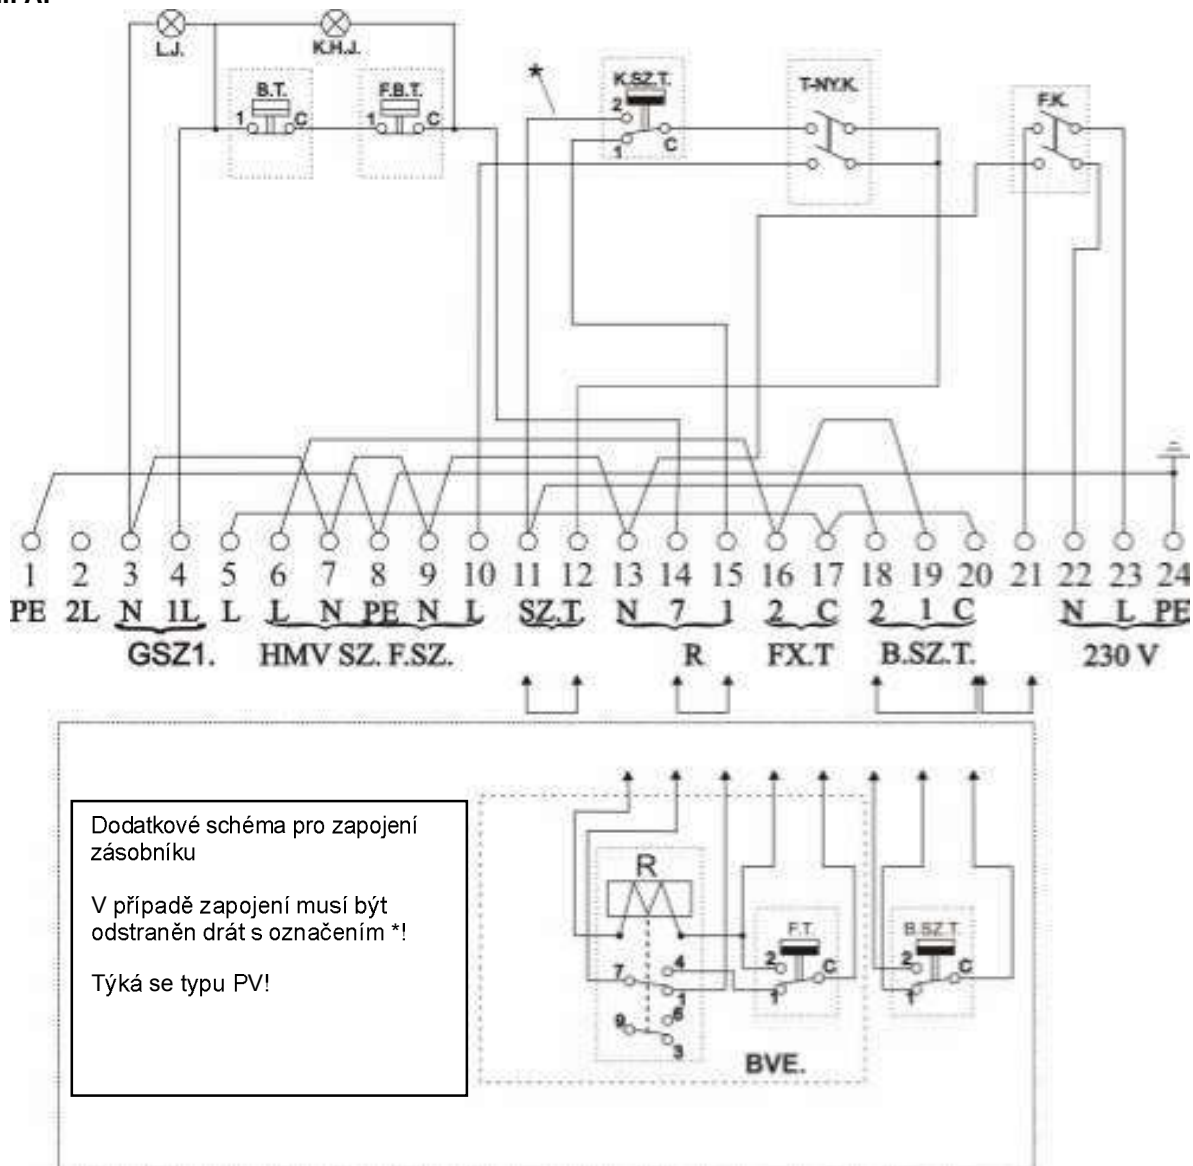 L.J.
K.H.J.
B.T.
F.B.T.
1 C
1 C
*
K.SZ.T.
2
1 C
T-NY.K.
F.K.
1 2 3 4 5 6 7 8 9 10 11 12 13 14 15 16 17 18 19 20 21 22 23 24
PE 2L N 1L L L N PE N L SZ.T. N 7 1 2 C 2 1 C N L PE
GSZ1. HMV SZ. F.SZ. R FX.T B.SZ.T. 230 V
Dodatkové schéma pro zapojení
zásobníku
V případě zapojení musí být
odstraněn drát s označením *!
Týká se typu PV!
R
7 4
1
9 6
3
F.T.
2 C
1
B.SZ.T.
2 C
1
BVE.